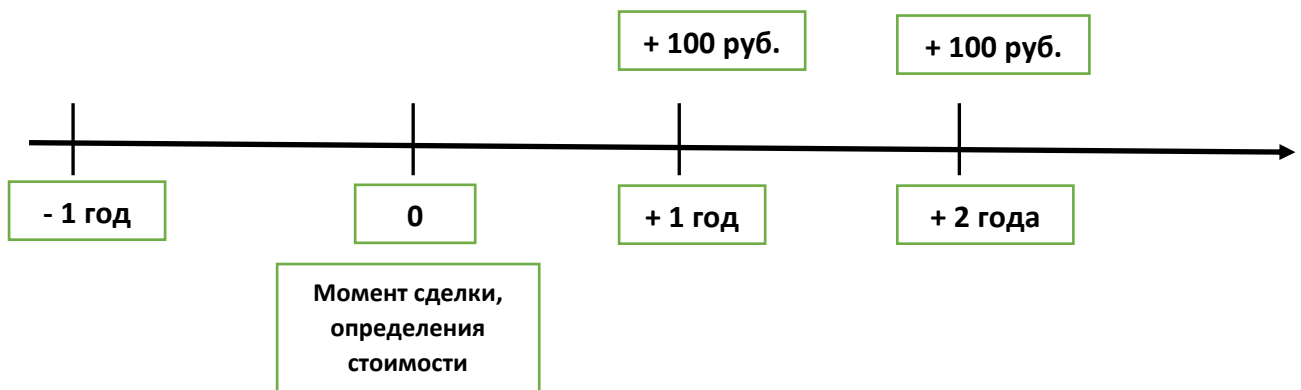 + 100 руб.
+ 100 руб.
- 1 год
0
+ 1 год
+ 2 года
Момент сделки,
определения
стоимости